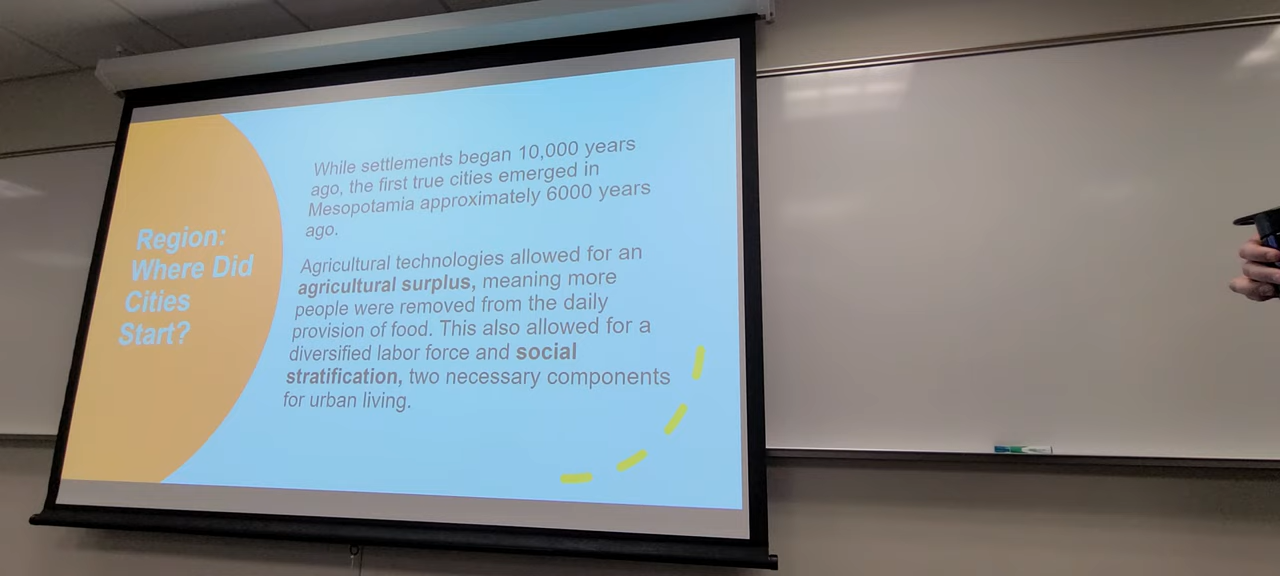 Region:
Where Did
Cities
Start?
While settlements began 10,000 years
ago, the first true cities emerged in
Mesopotamia approximately 6000 years
ago.
Agricultural technologies allowed for an
agricultural surplus, meaning more
people were removed from the daily
provision of food. This also allowed for a
diversified labor force and social
stratification, two necessary components
for urban living.